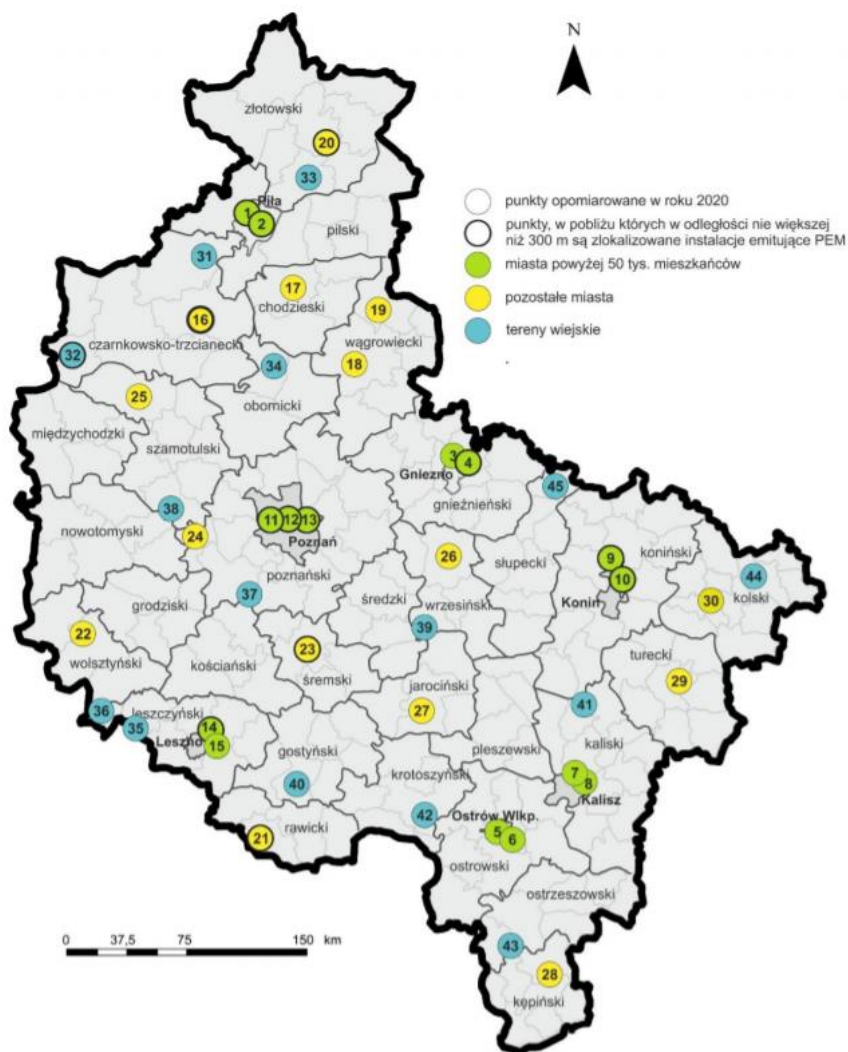 N
złotowski
20
33
Piła
1
2
pilski
31
17
chodzieski
19
16
czarnkowsko-trzcianecki
wągrowiecki
32
34
18
25
obornicki
międzychodzki
szamotulski
3
4
Gniezno
gnieźnieński
45
38
11
12
13
nowotomyski
24
Poznań
26
9
koniński
słupecki
10
44
poznański
Konin
30
kolski
37
średzki
grodziski
wrzesiński
22
39
wolsztyński
23
turecki
kościański
śremski
29
jarociński
36
leszczyński
27
41
35
14
Leszno
15
gostyński
pleszewski
kaliski
krotoszyński
7
40
8
Kalisz
42
Ostrów Wlkp.
21
rawicki
5
6
ostrowski
ostrzeszowski
43
28
kępiński
punkty opomiarowane w roku 2020
punkty, w pobliżu których w odległości nie większej
niż 300 m są zlokalizowane instalacje emitujące PEM
miasta powyżej 50 tys. mieszkańców
pozostałe miasta
tereny wiejskie
0 37,5 75 150 km